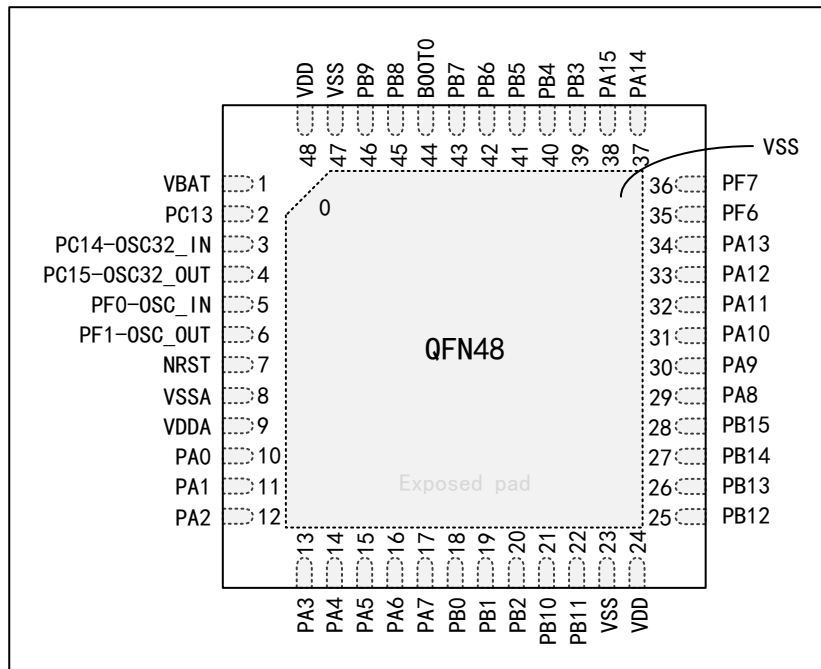 VDD
VSS
PB9
PB8
BOOT0
PB7
PB6
PB5
PB4
PB3
PA15
PA14
48
47
46
45
44
43
42
41
40
39
38
37
VSS
VBAT 1
PC13 2
PC14-OSC32_IN 3
PC15-OSC32_OUT 4
PF0-OSC_IN 5
PF1-OSC_OUT 6
NRST 7
VSSA 8
VDDA 9
PA0 10
PA1 11
PA2 12
0
QFN48
Exposed pad
36 PF7
35 PF6
34 PA13
33 PA12
32 PA11
31 PA10
30 PA9
29 PA8
28 PB15
27 PB14
26 PB13
25 PB12
13
14
15
16
17
18
19
20
21
22
23
24
PA3
PA4
PA5
PA6
PA7
PB0
PB1
PB2
PB10
PB11
VSS
VDD